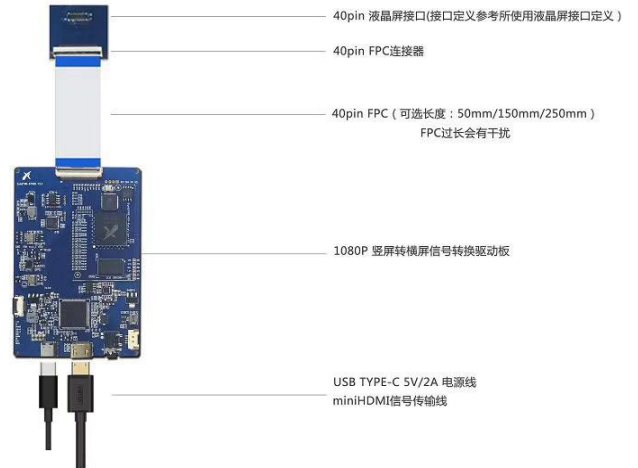 40pin 液晶屏接口(接口定义参考所使用液晶屏接口定义）
40pin FPC连接器
40pin FPC（可选长度：50mm/150mm/250mm）
FPC过长会有干扰
1080P 竖屏转横屏信号转换驱动板
USB TYPE-C 5V/2A 电源线
miniHDMI信号传输线